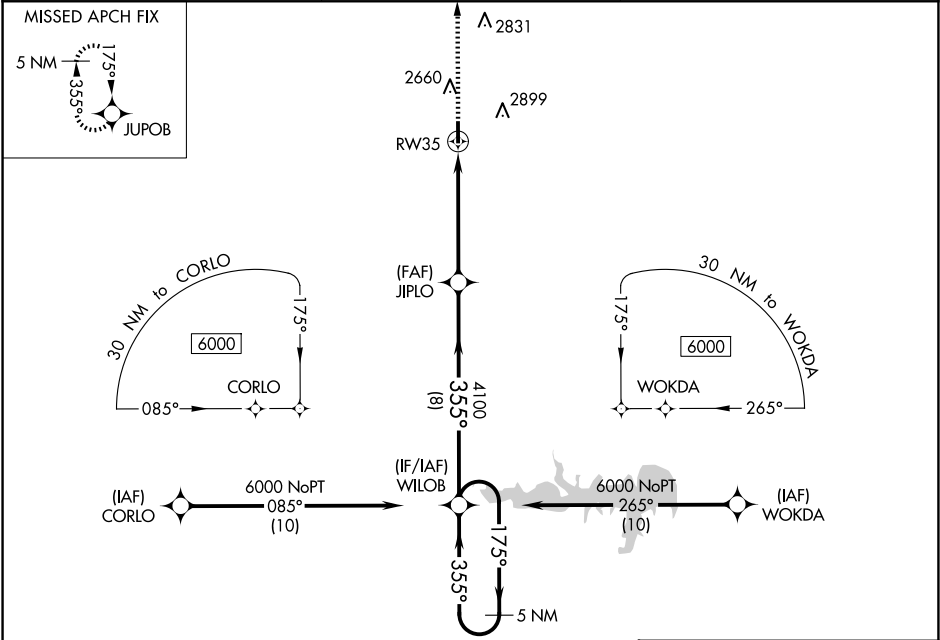 MISSED APCH FIX
5 NM
175°
355°
JUPOB
2831
2660
2899
RW35
(FAF)
JIPLO
30 NM to CORLO
6000
175°
CORLO
085°
30 NM to WOKDA
6000
175°
WOKDA
265°
4100
355°
(8)
(IF/IAF)
WILOB
(IAF)
CORLO
6000 NoPT
085°
(10)
6000 NoPT
265°
(10)
(IAF)
WOKDA
175°
355°
5 NM